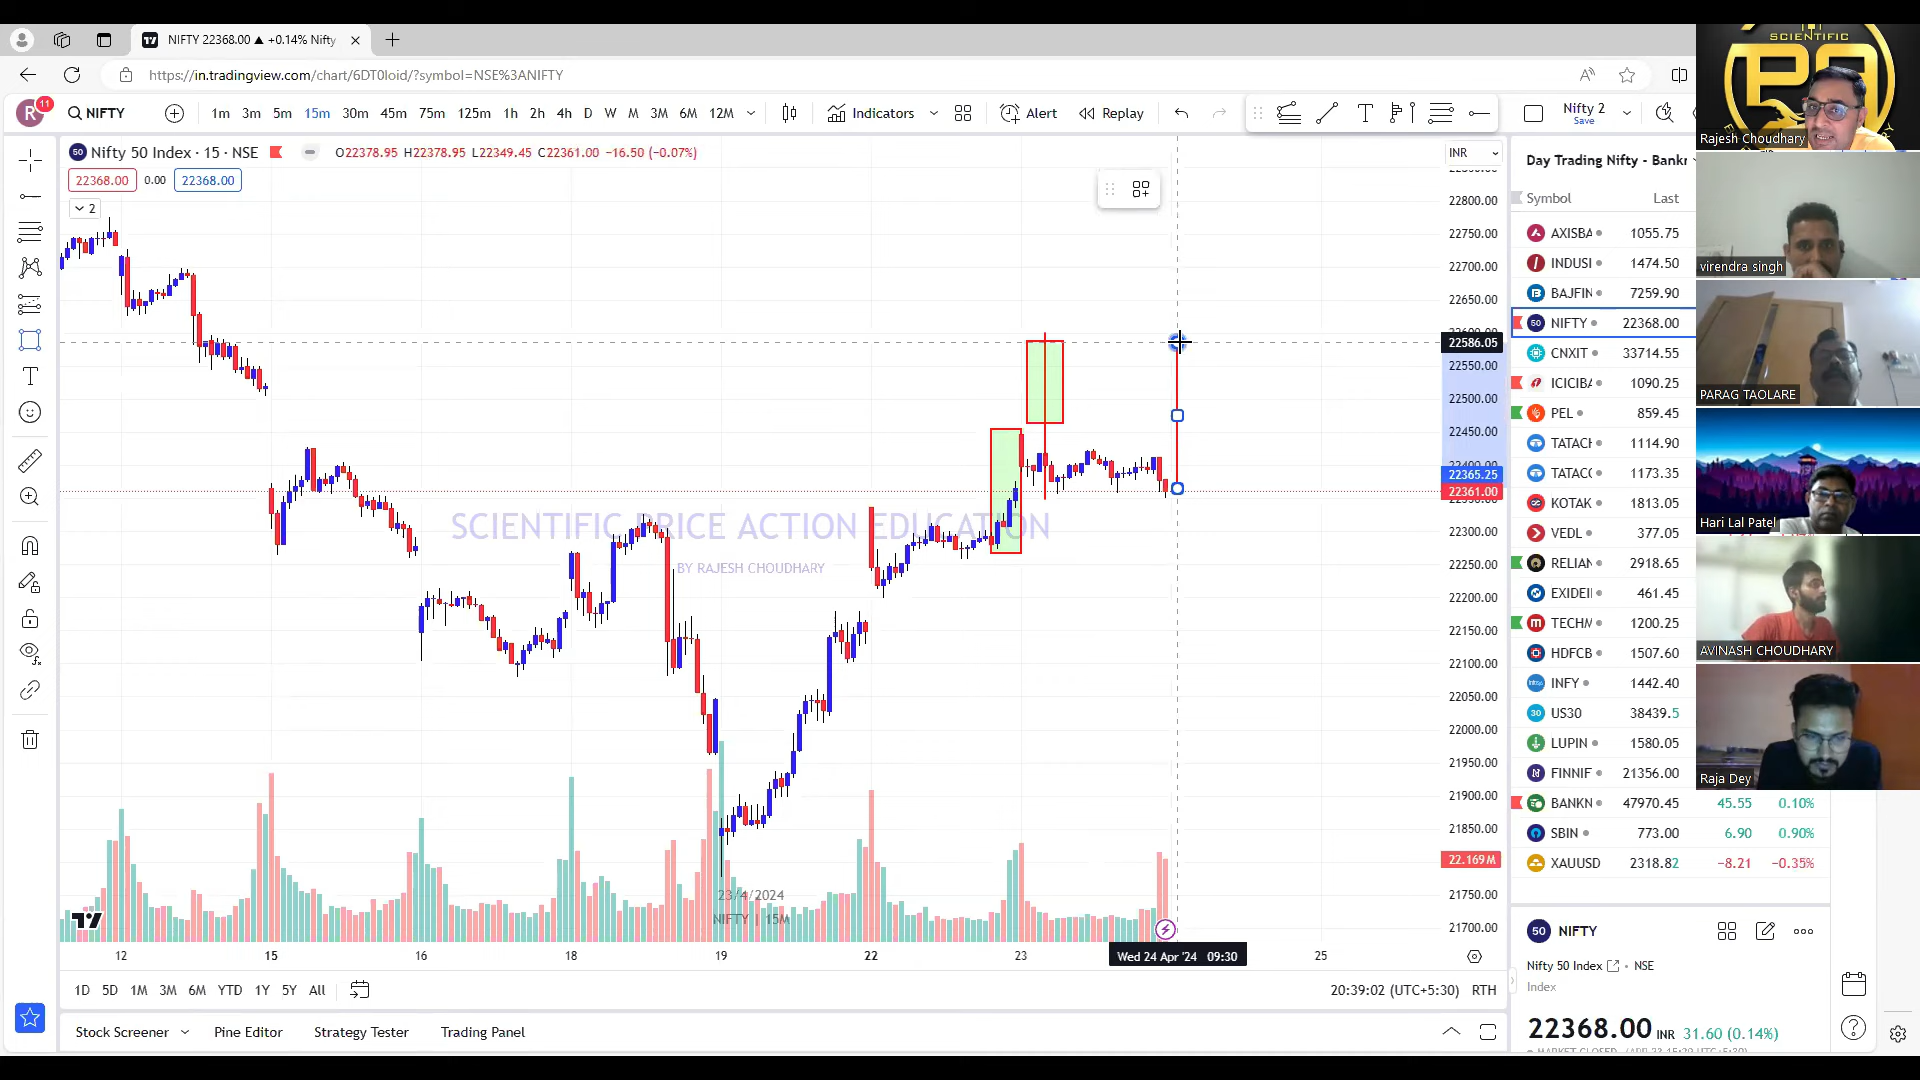 NIFTY 22368.00 ▲ +0.14% Nifty
https://in.tradingview.com/chart/6DT0loid/?symbol=NSE%3ANIFTY
R 11 NIFTY 1m 3m 5m 15m 30m 45m 75m 125m 1h 2h 4h D W M 3M 6M 12M Indicators Alert Replay Nifty 2
Save
Nifty 50 Index · 15 · NSE O22378.95 H22378.95 L22349.45 C22361.00 −16.50 (−0.07%)
22368.00 0.00 22368.00
2
INR
22800.00
22750.00
22700.00
22650.00
22600.00
22586.05
22550.00
22500.00
22450.00
22400.00
22365.25
22361.00
22300.00
22250.00
22200.00
22150.00
22100.00
22050.00
22000.00
21950.00
21900.00
21850.00
22.169M
21750.00
21700.00
SCIENTIFIC PRICE ACTION EDUCATION
BY RAJESH CHOUDHARY
23/4/2024
NIFTY | 15M
12 15 16 18 19 22 23 Wed 24 Apr '24 09:30 25
1D 5D 1M 3M 6M YTD 1Y 5Y All
20:39:02 (UTC+5:30) RTH
Stock Screener Pine Editor Strategy Tester Trading Panel
Day Trading Nifty - Bankr
Symbol Last
AXISBA 1055.75
INDUSI 1474.50
BAJFIN 7259.90
50 NIFTY 22368.00
CNXIT 33714.55
ICICIBA 1090.25
PEL 859.45
TATACH 1114.90
TATACO 1173.35
KOTAK 1813.05
VEDL 377.05
RELIAN 2918.65
EXIDEI 461.45
TECHM 1200.25
HDFCB 1507.60
INFY 1442.40
30 US30 38439.5
LUPIN 1580.05
FINNIF 21356.00
BANKN 47970.45 45.55 0.10%
SBIN 773.00 6.90 0.90%
XAUUSD 2318.82 −8.21 −0.35%
50 NIFTY
Nifty 50 Index · NSE
Index
22368.00 INR 31.60 (0.14%)
SCIENTIFIC
Rajesh Choudhary
virendra singh
PARAG TAOLARE
Hari Lal Patel
AVINASH CHOUDHARY
Raja Dey